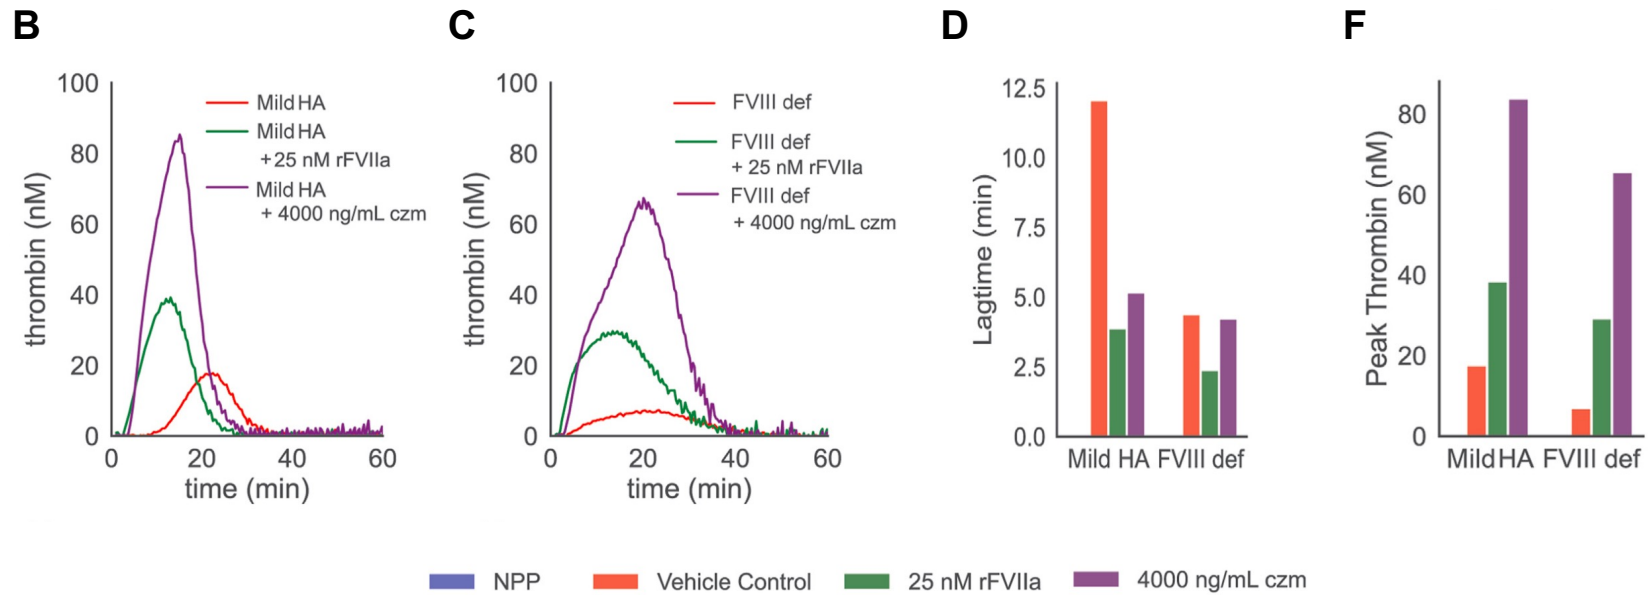 B
100
80
60
40
20
0
thrombin (nM)
0 20 40 60
time (min)
Mild HA
Mild HA
+25 nM rFVIIa
Mild HA
+ 4000 ng/mL czm
C
100
80
60
40
20
0
thrombin (nM)
0 20 40 60
time (min)
FVIII def
FVIII def
+ 25 nM rFVIIa
FVIII def
+ 4000 ng/mL czm
D
12.5
10.0
7.5
5.0
2.5
0.0
Lagtime (min)
Mild HA FVIII def
F
80
60
40
20
0
Peak Thrombin (nM)
Mild HA FVIII def
NPP Vehicle Control 25 nM rFVIIa 4000 ng/mL czm